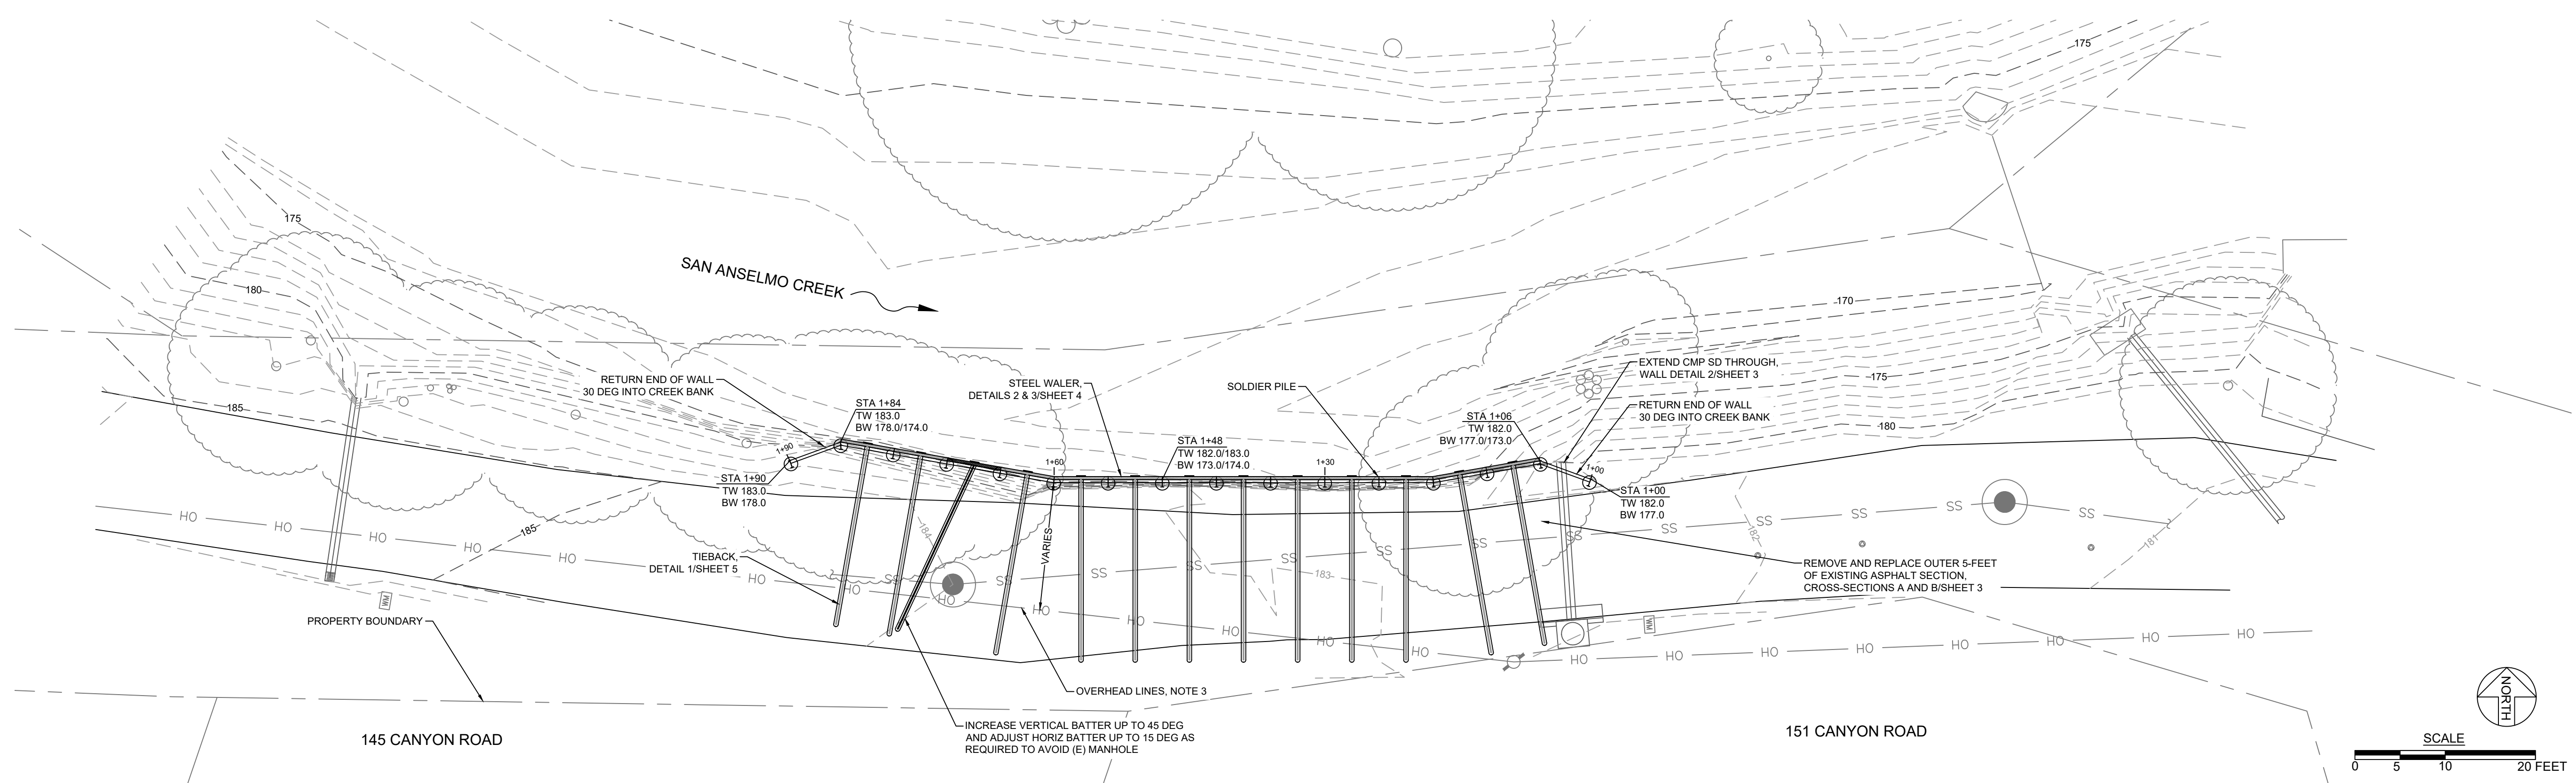 175
175
180
SAN ANSELMO CREEK
170
175
180
185
RETURN END OF WALL
30 DEG INTO CREEK BANK
STEEL WALER,
DETAILS 2 & 3/SHEET 4
SOLDIER PILE
EXTEND CMP SD THROUGH,
WALL DETAIL 2/SHEET 3
RETURN END OF WALL
30 DEG INTO CREEK BANK
STA 1+84
TW 183.0
BW 178.0/174.0
STA 1+48
TW 182.0/183.0
BW 173.0/174.0
STA 1+06
TW 182.0
BW 177.0/173.0
1+90
1+60
1+30
1+00
STA 1+90
TW 183.0
BW 178.0
STA 1+00
TW 182.0
BW 177.0
HO HO HO HO HO HO HO HO HO HO HO HO HO HO HO HO HO HO HO HO HO HO
SS SS SS SS SS SS SS SS SS SS SS SS
185
184
183
182
181
VARIES
TIEBACK,
DETAIL 1/SHEET 5
REMOVE AND REPLACE OUTER 5-FEET
OF EXISTING ASPHALT SECTION,
CROSS-SECTIONS A AND B/SHEET 3
WM
WM
PROPERTY BOUNDARY
OVERHEAD LINES, NOTE 3
INCREASE VERTICAL BATTER UP TO 45 DEG
AND ADJUST HORIZ BATTER UP TO 15 DEG AS
REQUIRED TO AVOID (E) MANHOLE
145 CANYON ROAD
151 CANYON ROAD
NORTH
SCALE
0 5 10 20 FEET